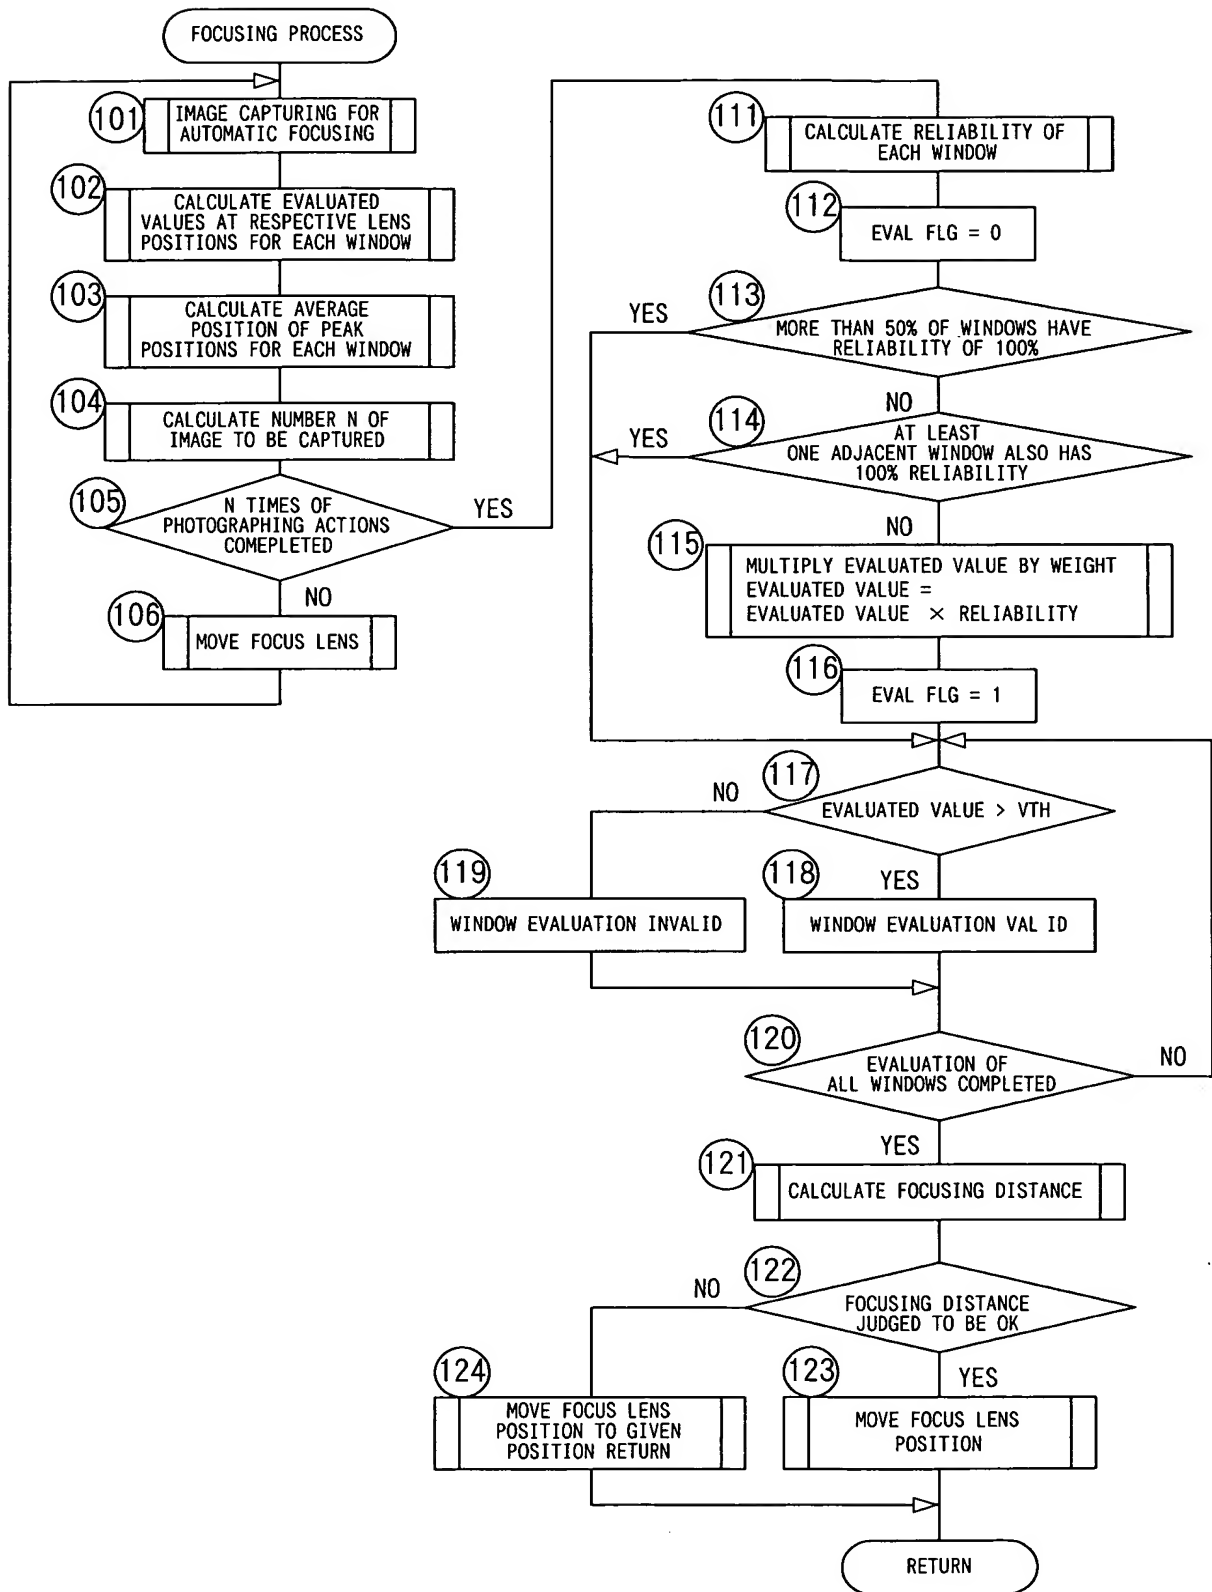 FOCUSING PROCESS
101
IMAGE CAPTURING FOR
AUTOMATIC FOCUSING
102
CALCULATE EVALUATED
VALUES AT RESPECTIVE LENS
POSITIONS FOR EACH WINDOW
103
CALCULATE AVERAGE
POSITION OF PEAK
POSITIONS FOR EACH WINDOW
104
CALCULATE NUMBER N OF
IMAGE TO BE CAPTURED
105
N TIMES OF
PHOTOGRAPHING ACTIONS
COMEPLETED
YES
NO
106
MOVE FOCUS LENS
111
CALCULATE RELIABILITY OF
EACH WINDOW
112
EVAL FLG = 0
113
YES
MORE THAN 50% OF WINDOWS HAVE
RELIABILITY OF 100%
NO
114
YES
AT LEAST
ONE ADJACENT WINDOW ALSO HAS
100% RELIABILITY
NO
115
MULTIPLY EVALUATED VALUE BY WEIGHT
EVALUATED VALUE =
EVALUATED VALUE × RELIABILITY
116
EVAL FLG = 1
117
NO
EVALUATED VALUE > VTH
YES
119
WINDOW EVALUATION INVALID
118
WINDOW EVALUATION VAL ID
120
EVALUATION OF
ALL WINDOWS COMPLETED
NO
YES
121
CALCULATE FOCUSING DISTANCE
122
NO
FOCUSING DISTANCE
JUDGED TO BE OK
YES
124
MOVE FOCUS LENS
POSITION TO GIVEN
POSITION RETURN
123
MOVE FOCUS LENS
POSITION
RETURN